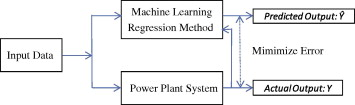 Machine Learning
Regression Method
Predicted Output: Ŷ
Input Data
Mimimize Error
Power Plant System
Actual Output: Y